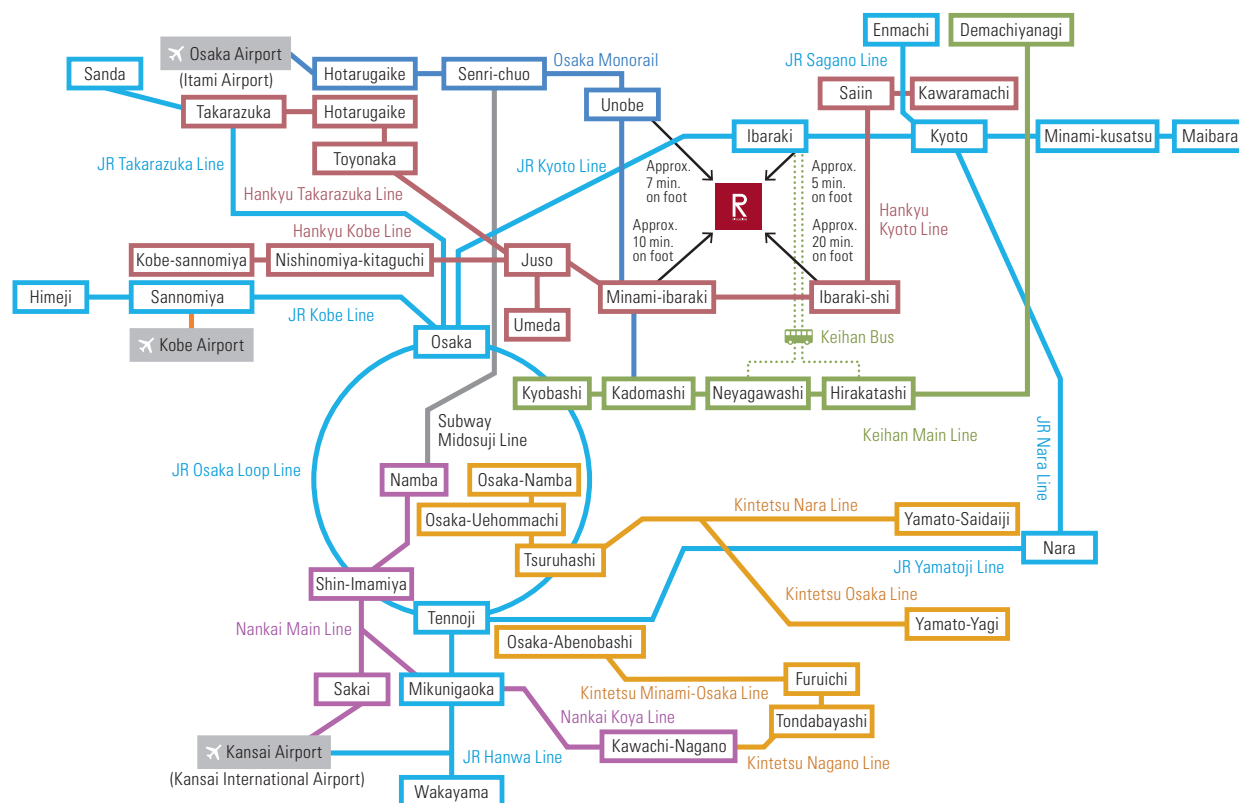 Osaka Airport
(Itami Airport)
Sanda
Hotarugaike
Senri-chuo
Osaka Monorail
Enmachi
Demachiyanagi
JR Sagano Line
Takarazuka
Hotarugaike
Unobe
Saiin
Kawaramachi
Toyonaka
Ibaraki
Kyoto
Minami-kusatsu
Maibara
JR Takarazuka Line
JR Kyoto Line
Approx.
7 min.
on foot
Approx.
5 min.
on foot
Hankyu Takarazuka Line
R
Approx.
10 min.
on foot
Approx.
20 min.
on foot
Hankyu
Kyoto Line
Hankyu Kobe Line
Kobe-sannomiya
Nishinomiya-kitaguchi
Juso
Himeji
Sannomiya
Minami-ibaraki
Ibaraki-shi
JR Kobe Line
Umeda
Kobe Airport
Osaka
Keihan Bus
Kyobashi
Kadomashi
Neyagawashi
Hirakatashi
Subway
Midosuji Line
Keihan Main Line
JR Nara Line
JR Osaka Loop Line
Namba
Osaka-Namba
Osaka-Uehommachi
Kintetsu Nara Line
Yamato-Saidaiji
Tsuruhashi
Nara
JR Yamatoji Line
Shin-Imamiya
Kintetsu Osaka Line
Tennoji
Nankai Main Line
Yamato-Yagi
Osaka-Abenobashi
Sakai
Mikunigaoka
Kintetsu Minami-Osaka Line
Furuichi
Nankai Koya Line
Tondabayashi
Kansai Airport
(Kansai International Airport)
JR Hanwa Line
Kawachi-Nagano
Kintetsu Nagano Line
Wakayama